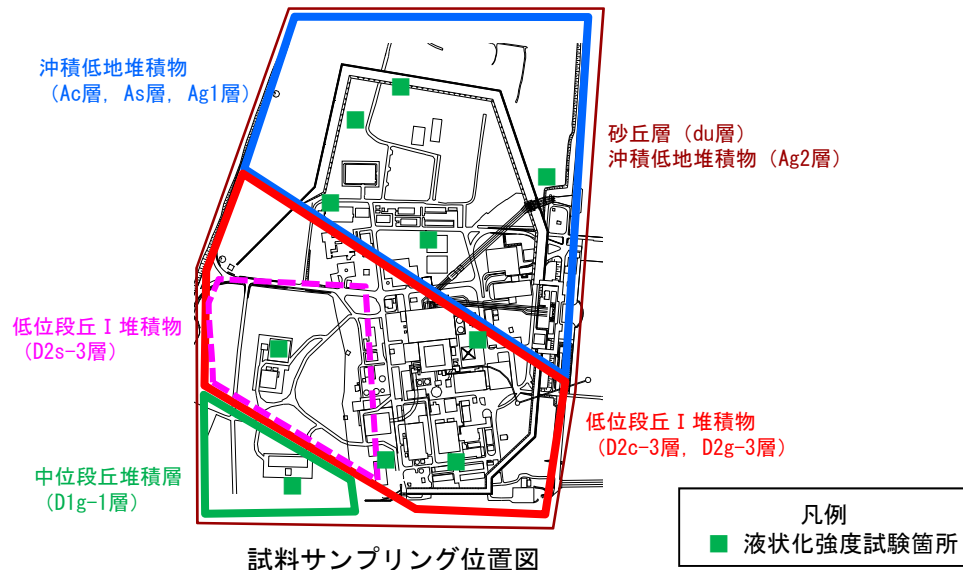 沖積低地堆積物
（Ac層, As層, Ag1層）
砂丘層（du層）
沖積低地堆積物（Ag2層）
低位段丘Ⅰ堆積物
（D2s-3層）
低位段丘Ⅰ堆積物
（D2c-3層, D2g-3層）
中位段丘堆積層
（D1g-1層）
凡例
液状化強度試験箇所
試料サンプリング位置図